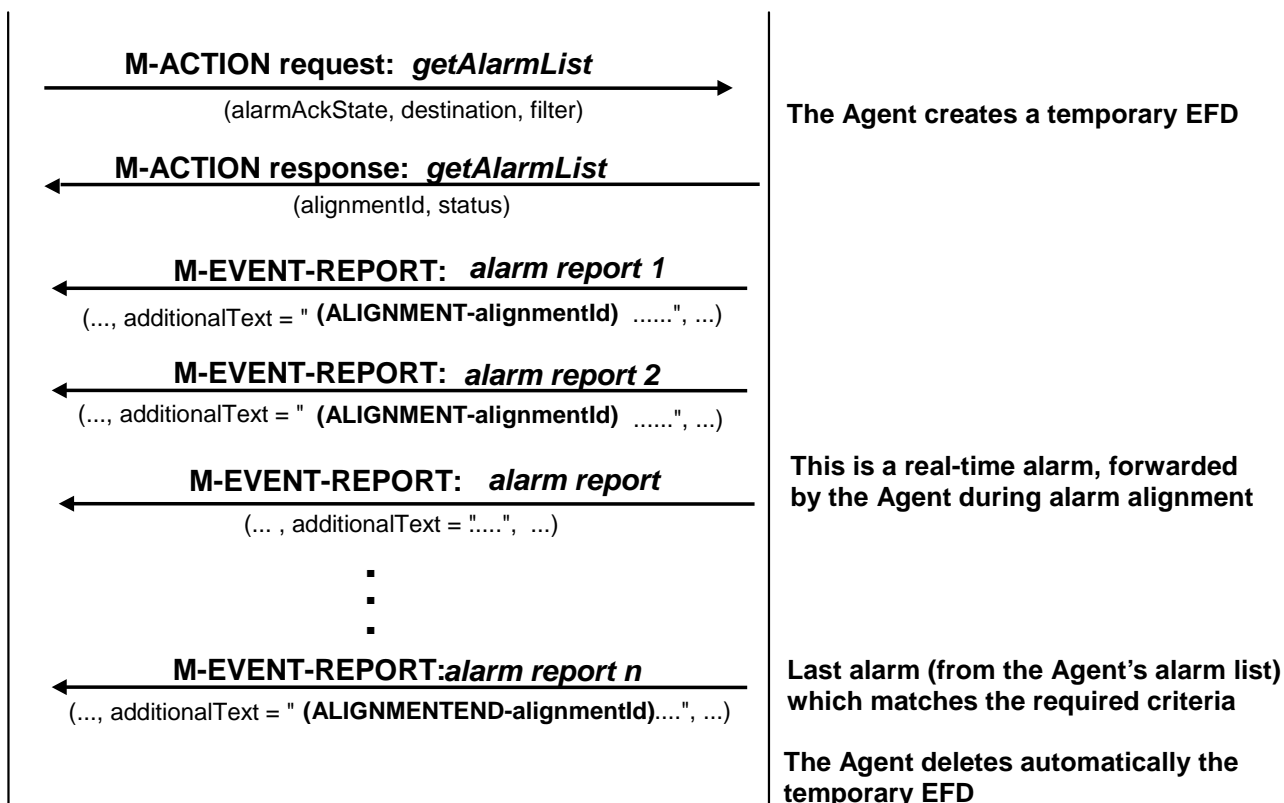 M-ACTION request: getAlarmList
(alarmAckState, destination, filter)
The Agent creates a temporary EFD
M-ACTION response: getAlarmList
(alignmentId, status)
M-EVENT-REPORT: alarm report 1
(..., additionalText = " (ALIGNMENT-alignmentId) ......", ...)
M-EVENT-REPORT: alarm report 2
(..., additionalText = " (ALIGNMENT-alignmentId) ......", ...)
M-EVENT-REPORT: alarm report
(... , additionalText = ".....", ...)
This is a real-time alarm, forwarded
by the Agent during alarm alignment
M-EVENT-REPORT:alarm report n
(..., additionalText = " (ALIGNMENTEND-alignmentId)....", ...)
Last alarm (from the Agent's alarm list)
which matches the required criteria
The Agent deletes automatically the
temporary EFD